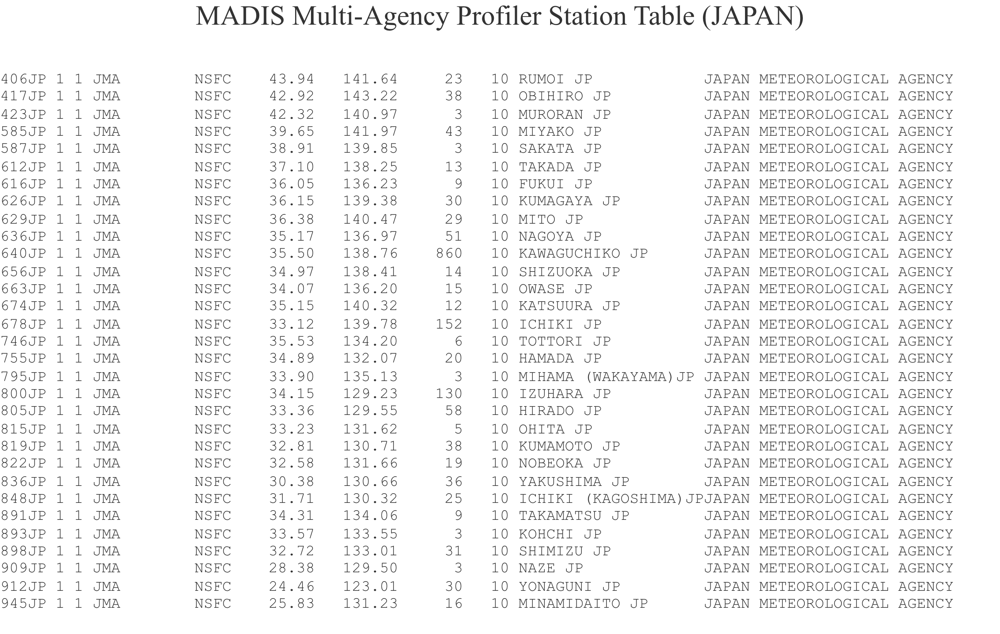 MADIS Multi-Agency Profiler Station Table (JAPAN)
406JP 1 1 JMA NSFC 43.94 141.64 23 10 RUMOI JP JAPAN METEOROLOGICAL AGENCY
417JP 1 1 JMA NSFC 42.92 143.22 38 10 OBIHIRO JP JAPAN METEOROLOGICAL AGENCY
423JP 1 1 JMA NSFC 42.32 140.97 3 10 MURORAN JP JAPAN METEOROLOGICAL AGENCY
585JP 1 1 JMA NSFC 39.65 141.97 43 10 MIYAKO JP JAPAN METEOROLOGICAL AGENCY
587JP 1 1 JMA NSFC 38.91 139.85 3 10 SAKATA JP JAPAN METEOROLOGICAL AGENCY
612JP 1 1 JMA NSFC 37.10 138.25 13 10 TAKADA JP JAPAN METEOROLOGICAL AGENCY
616JP 1 1 JMA NSFC 36.05 136.23 9 10 FUKUI JP JAPAN METEOROLOGICAL AGENCY
626JP 1 1 JMA NSFC 36.15 139.38 30 10 KUMAGAYA JP JAPAN METEOROLOGICAL AGENCY
629JP 1 1 JMA NSFC 36.38 140.47 29 10 MITO JP JAPAN METEOROLOGICAL AGENCY
636JP 1 1 JMA NSFC 35.17 136.97 51 10 NAGOYA JP JAPAN METEOROLOGICAL AGENCY
640JP 1 1 JMA NSFC 35.50 138.76 860 10 KAWAGUCHIKO JP JAPAN METEOROLOGICAL AGENCY
656JP 1 1 JMA NSFC 34.97 138.41 14 10 SHIZUOKA JP JAPAN METEOROLOGICAL AGENCY
663JP 1 1 JMA NSFC 34.07 136.20 15 10 OWASE JP JAPAN METEOROLOGICAL AGENCY
674JP 1 1 JMA NSFC 35.15 140.32 12 10 KATSUURA JP JAPAN METEOROLOGICAL AGENCY
678JP 1 1 JMA NSFC 33.12 139.78 152 10 ICHIKI JP JAPAN METEOROLOGICAL AGENCY
746JP 1 1 JMA NSFC 35.53 134.20 6 10 TOTTORI JP JAPAN METEOROLOGICAL AGENCY
755JP 1 1 JMA NSFC 34.89 132.07 20 10 HAMADA JP JAPAN METEOROLOGICAL AGENCY
795JP 1 1 JMA NSFC 33.90 135.13 3 10 MIHAMA (WAKAYAMA)JP JAPAN METEOROLOGICAL AGENCY
800JP 1 1 JMA NSFC 34.15 129.23 130 10 IZUHARA JP JAPAN METEOROLOGICAL AGENCY
805JP 1 1 JMA NSFC 33.36 129.55 58 10 HIRADO JP JAPAN METEOROLOGICAL AGENCY
815JP 1 1 JMA NSFC 33.23 131.62 5 10 OHITA JP JAPAN METEOROLOGICAL AGENCY
819JP 1 1 JMA NSFC 32.81 130.71 38 10 KUMAMOTO JP JAPAN METEOROLOGICAL AGENCY
822JP 1 1 JMA NSFC 32.58 131.66 19 10 NOBEOKA JP JAPAN METEOROLOGICAL AGENCY
836JP 1 1 JMA NSFC 30.38 130.66 36 10 YAKUSHIMA JP JAPAN METEOROLOGICAL AGENCY
848JP 1 1 JMA NSFC 31.71 130.32 25 10 ICHIKI (KAGOSHIMA)JPJAPAN METEOROLOGICAL AGENCY
891JP 1 1 JMA NSFC 34.31 134.06 9 10 TAKAMATSU JP JAPAN METEOROLOGICAL AGENCY
893JP 1 1 JMA NSFC 33.57 133.55 3 10 KOHCHI JP JAPAN METEOROLOGICAL AGENCY
898JP 1 1 JMA NSFC 32.72 133.01 31 10 SHIMIZU JP JAPAN METEOROLOGICAL AGENCY
909JP 1 1 JMA NSFC 28.38 129.50 3 10 NAZE JP JAPAN METEOROLOGICAL AGENCY
912JP 1 1 JMA NSFC 24.46 123.01 30 10 YONAGUNI JP JAPAN METEOROLOGICAL AGENCY
945JP 1 1 JMA NSFC 25.83 131.23 16 10 MINAMIDAITO JP JAPAN METEOROLOGICAL AGENCY